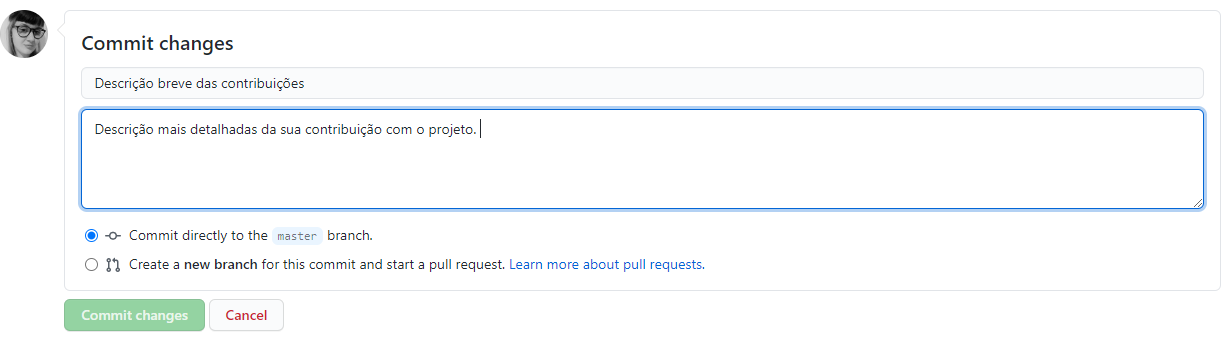 Commit changes
Descrição breve das contribuições
Descrição mais detalhadas da sua contribuição com o projeto.
Commit directly to the master branch.
Create a new branch for this commit and start a pull request. Learn more about pull requests.
Commit changes Cancel